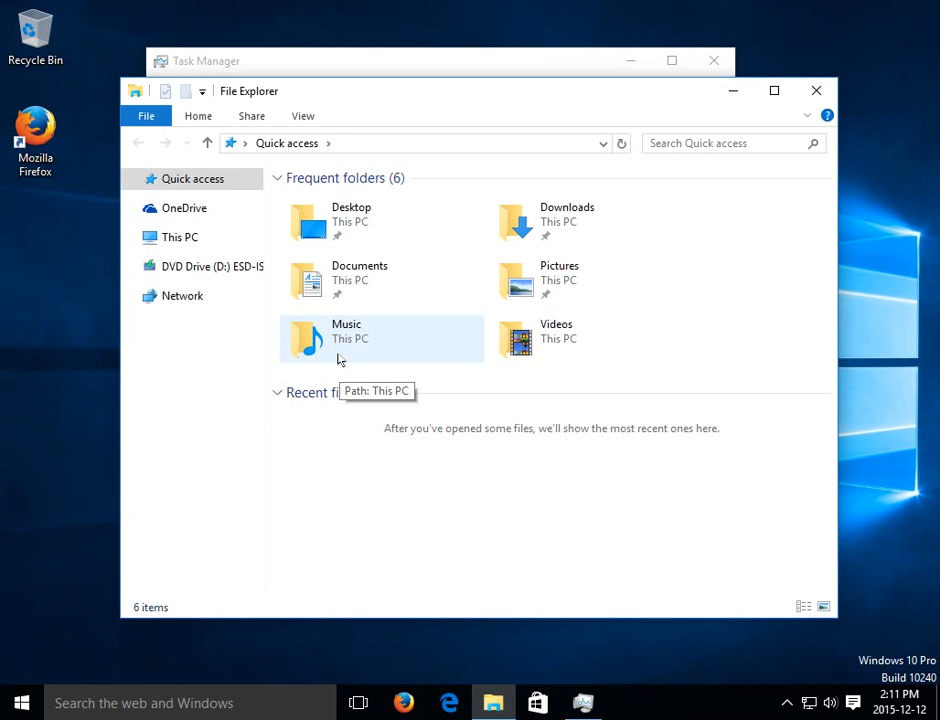 Recycle Bin
Mozilla
Firefox
Task Manager
File Explorer
File Home Share View
Quick access
Search Quick access
Quick access
OneDrive
This PC
DVD Drive (D:) ESD-IS
Network
Frequent folders (6)
Desktop
This PC
Downloads
This PC
Documents
This PC
Pictures
This PC
Music
This PC
Videos
This PC
Path: This PC
Recent fi
After you've opened some files, we'll show the most recent ones here.
6 items
Windows 10 Pro
Build 10240
Search the web and Windows
2:11 PM
2015-12-12